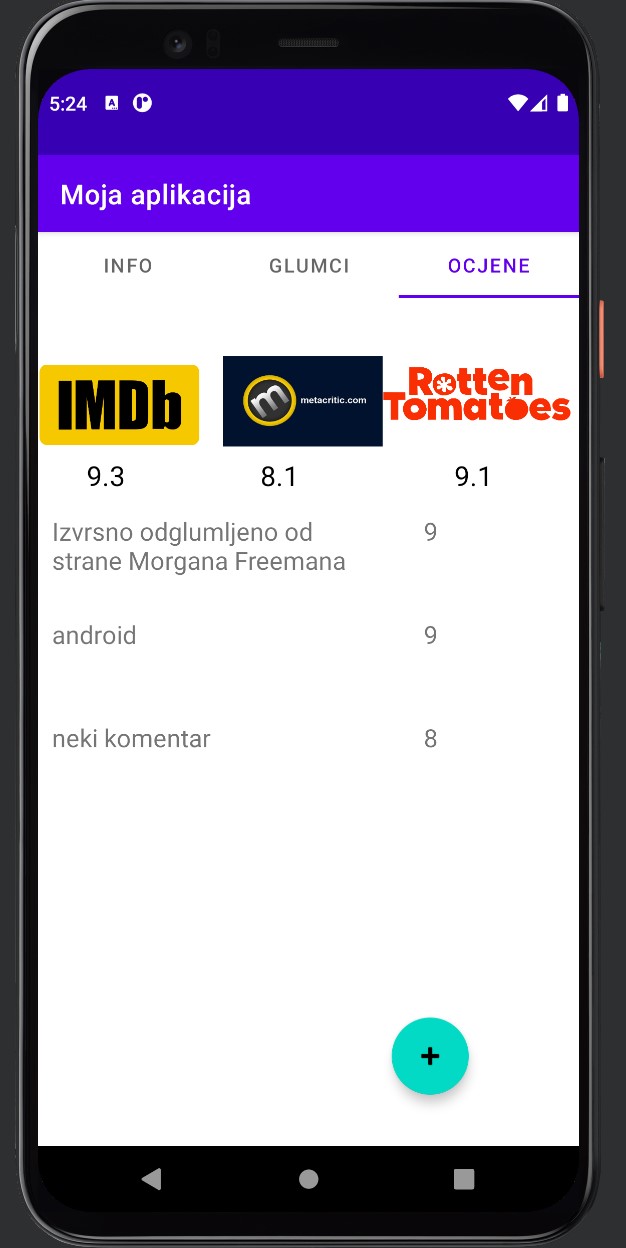 5:24
Moja aplikacija
INFO GLUMCI OCJENE
IMDb m metacritic.com Rotten
Tomatoes
9.3 8.1 9.1
Izvrsno odglumljeno od 9
strane Morgana Freemana
android 9
neki komentar 8
+